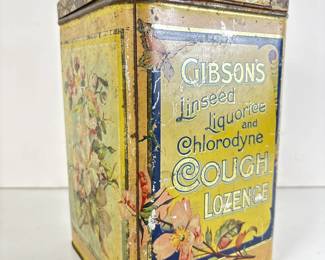 GIBSON'S
Linseed
Liquorice
and
Chlorodyne
COUGH
LOZENGE